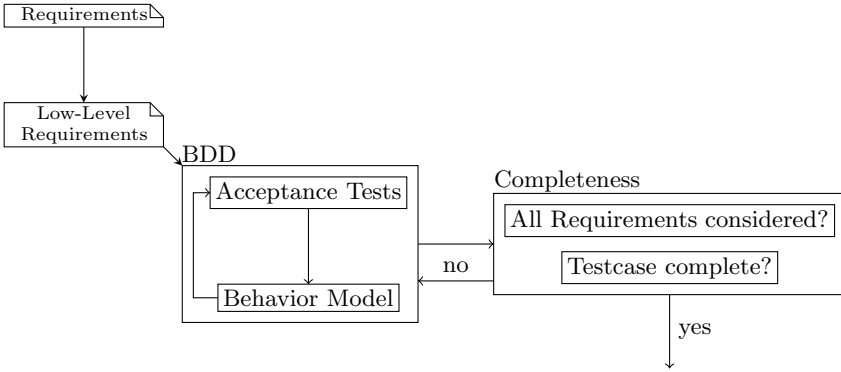 Requirements
Low-Level
Requirements
BDD
Acceptance Tests
Behavior Model
no
Completeness
All Requirements considered?
Testcase complete?
yes